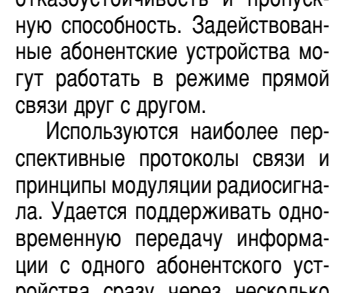 отказоустойчивость и пропуск-
ную способность. Задействован-
ные абонентские устройства мо-
гут работать в режиме прямой
связи друг с другом.
Используются наиболее пер-
спективные протоколы связи и
принципы модуляции радиосигна-
ла. Удается поддерживать одно-
временную передачу информа-
ции с одного абонентского уст-
ройства сразу через несколько